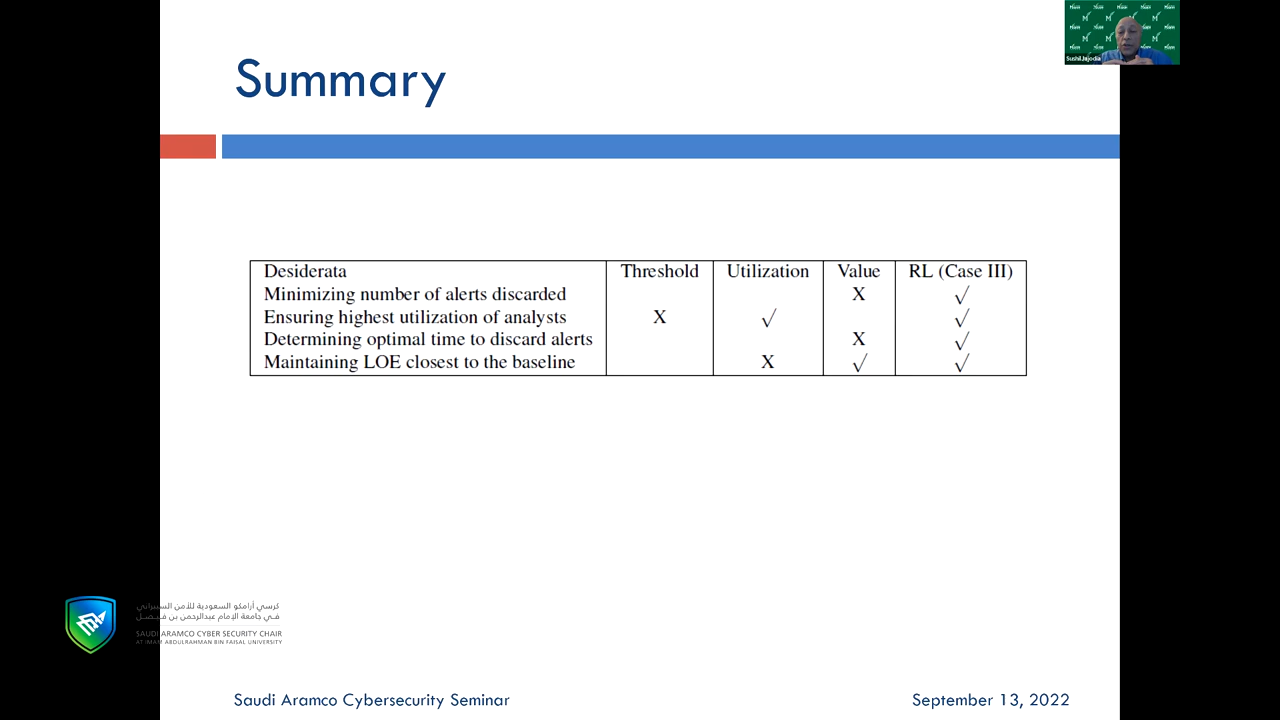 Summary
Sushil Jajodia
Desiderata Threshold Utilization Value RL (Case III)
Minimizing number of alerts discarded X √
Ensuring highest utilization of analysts X √ √
Determining optimal time to discard alerts X √
Maintaining LOE closest to the baseline X √ √
كرسي أرامكو السعودية للأمن السيبراني
في جامعة الإمام عبدالرحمن بن فيصل
SAUDI ARAMCO CYBER SECURITY CHAIR
AT IMAM ABDULRAHMAN BIN FAISAL UNIVERSITY
Saudi Aramco Cybersecurity Seminar September 13, 2022